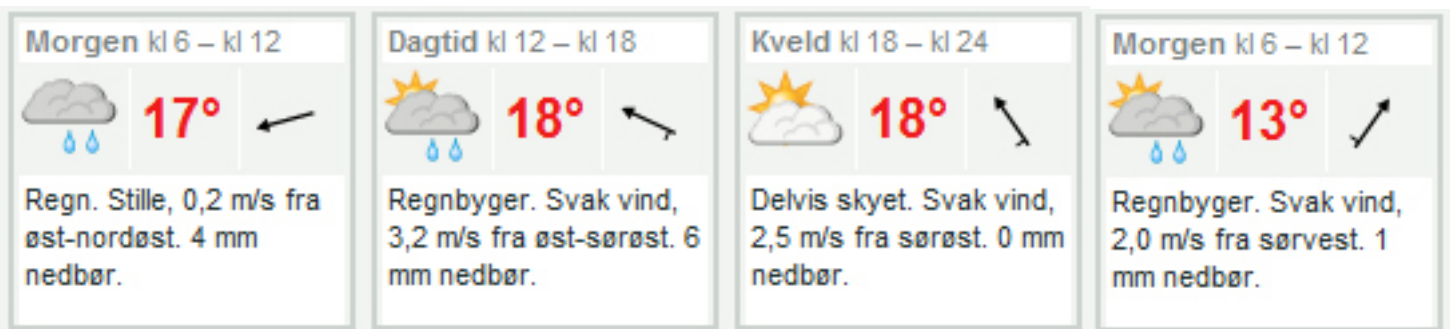 Morgen kl 6 – kl 12
17°
Regn. Stille, 0,2 m/s fra
øst-nordøst. 4 mm
nedbør.
Dagtid kl 12 – kl 18
18°
Regnbyger. Svak vind,
3,2 m/s fra øst-sørøst. 6
mm nedbør.
Kveld kl 18 – kl 24
18°
Delvis skyet. Svak vind,
2,5 m/s fra sørøst. 0 mm
nedbør.
Morgen kl 6 – kl 12
13°
Regnbyger. Svak vind,
2,0 m/s fra sørvest. 1
mm nedbør.